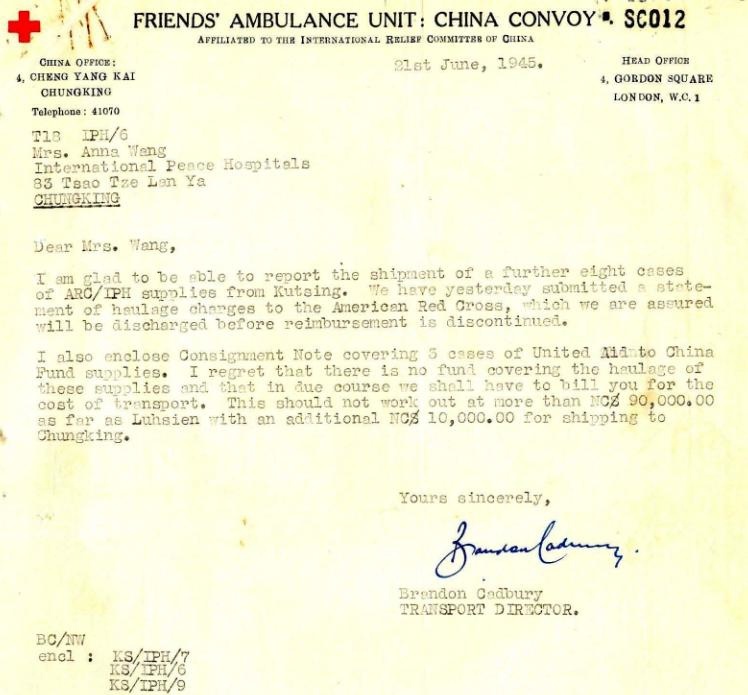 FRIENDS' AMBULANCE UNIT: CHINA CONVOY SC012
AFFILIATED TO THE INTERNATIONAL RELIEF COMMITTEE OF CHINA
CHINA OFFICE:
4, CHENG YANG KAI
CHUNGKING
Telephone: 41070
21st June, 1945.
HEAD OFFICE
4, GORDON SQUARE
LONDON, W.C. 1
T18 IPH/6
Mrs. Anna Wang
International Peace Hospitals
83 Tsao Tze Lan Ya
CHUNGKING
Dear Mrs. Wang,
I am glad to be able to report the shipment of a further eight cases
of ARC/IPH supplies from Kutsing. We have yesterday submitted a state-
ment of haulage charges to the American Red Cross, which we are assured
will be discharged before reimbursement is discontinued.
I also enclose Consignment Note covering 3 cases of United Aid to China
Fund supplies. I regret that there is no fund covering the haulage of
these supplies and that in due course we shall have to bill you for the
cost of transport. This should not work out at more than NC$ 90,000.00
as far as Luhsien with an additional NC$ 10,000.00 for shipping to
Chungking.
Yours sincerely,
Brandon Cadbury.
Brandon Cadbury
TRANSPORT DIRECTOR.
BC/NW
encl : KS/IPH/7
KS/IPH/6
KS/IPH/9